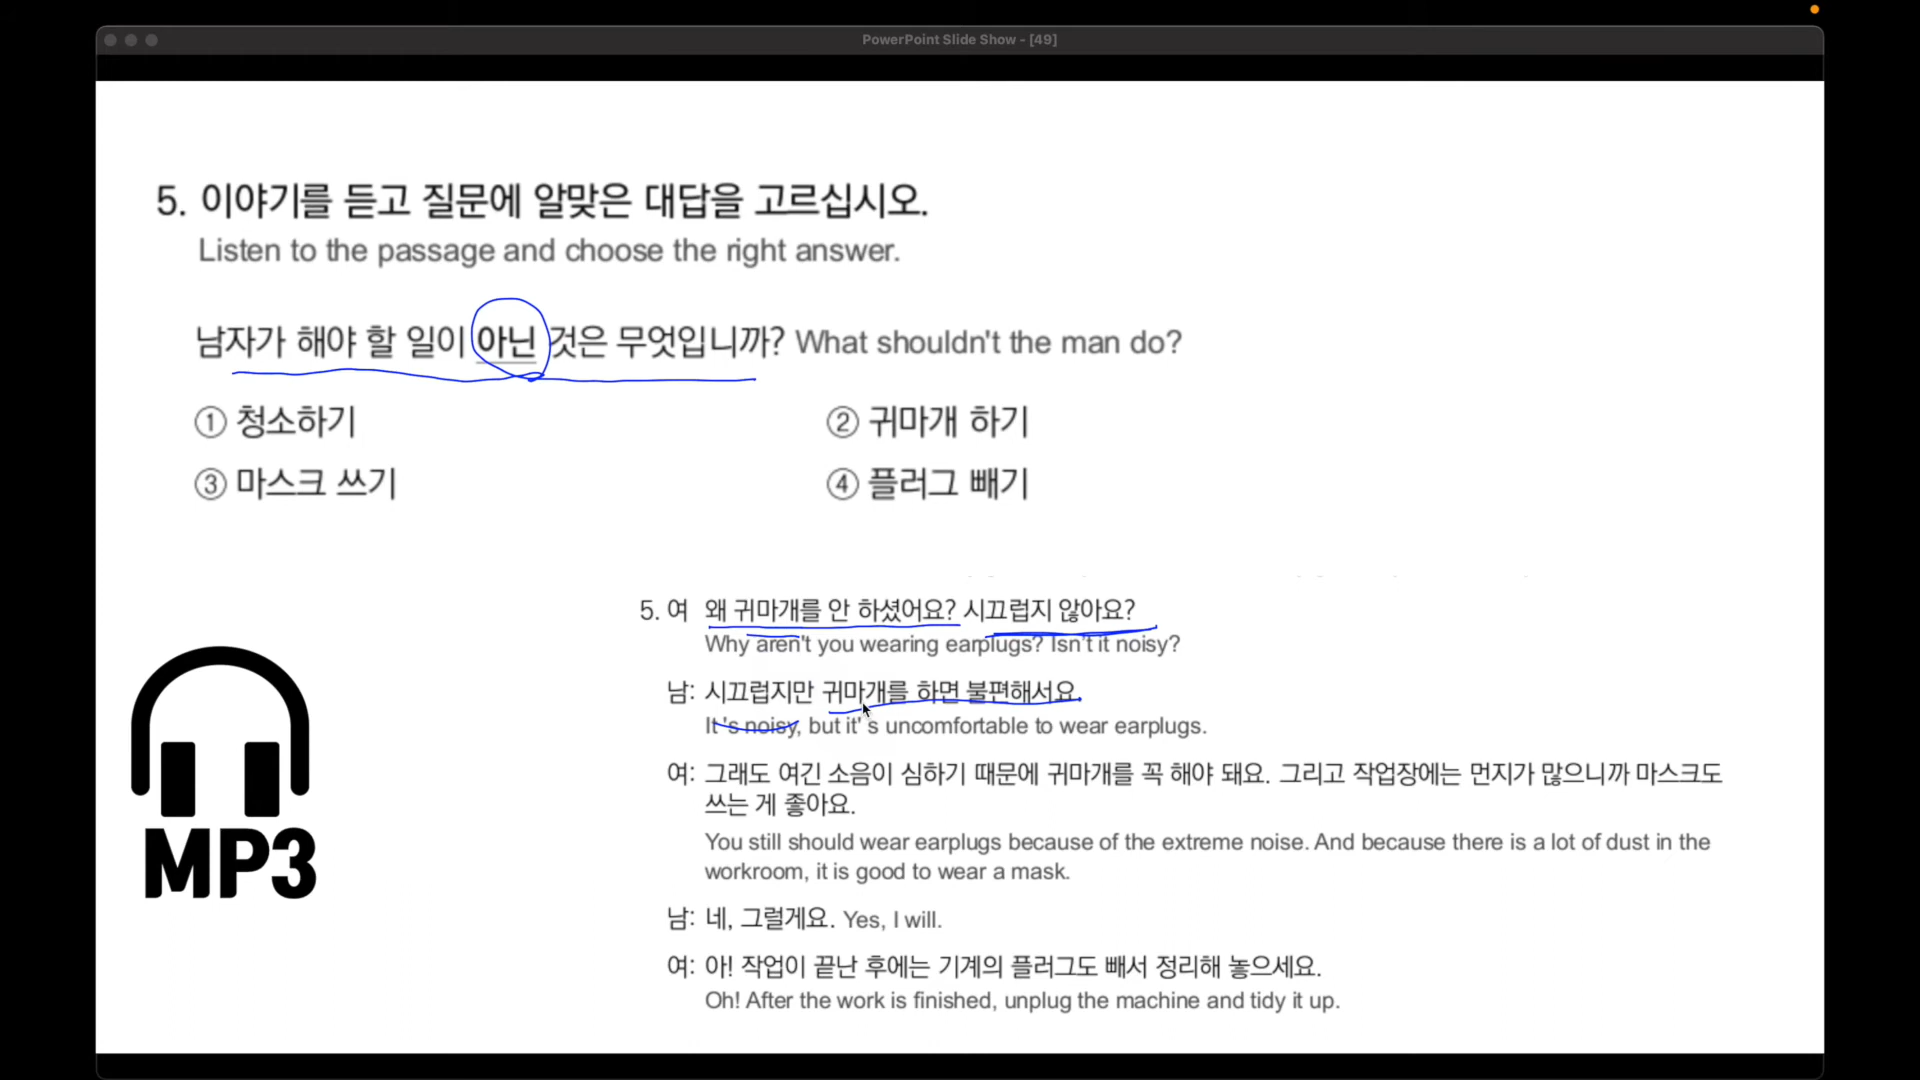 PowerPoint Slide Show - [49]
5. 이야기를 듣고 질문에 알맞은 대답을 고르십시오.
Listen to the passage and choose the right answer.
남자가 해야 할 일이 아닌 것은 무엇입니까? What shouldn't the man do?
① 청소하기 ② 귀마개 하기
③ 마스크 쓰기 ④ 플러그 빼기
5. 여 왜 귀마개를 안 하셨어요? 시끄럽지 않아요?
Why aren't you wearing earplugs? Isn't it noisy?
남: 시끄럽지만 귀마개를 하면 불편해서요.
It's noisy, but it' s uncomfortable to wear earplugs.
여: 그래도 여긴 소음이 심하기 때문에 귀마개를 꼭 해야 돼요. 그리고 작업장에는 먼지가 많으니까 마스크도
쓰는 게 좋아요.
You still should wear earplugs because of the extreme noise. And because there is a lot of dust in the
workroom, it is good to wear a mask.
남: 네, 그럴게요. Yes, I will.
여: 아! 작업이 끝난 후에는 기계의 플러그도 빼서 정리해 놓으세요.
Oh! After the work is finished, unplug the machine and tidy it up.
MP3